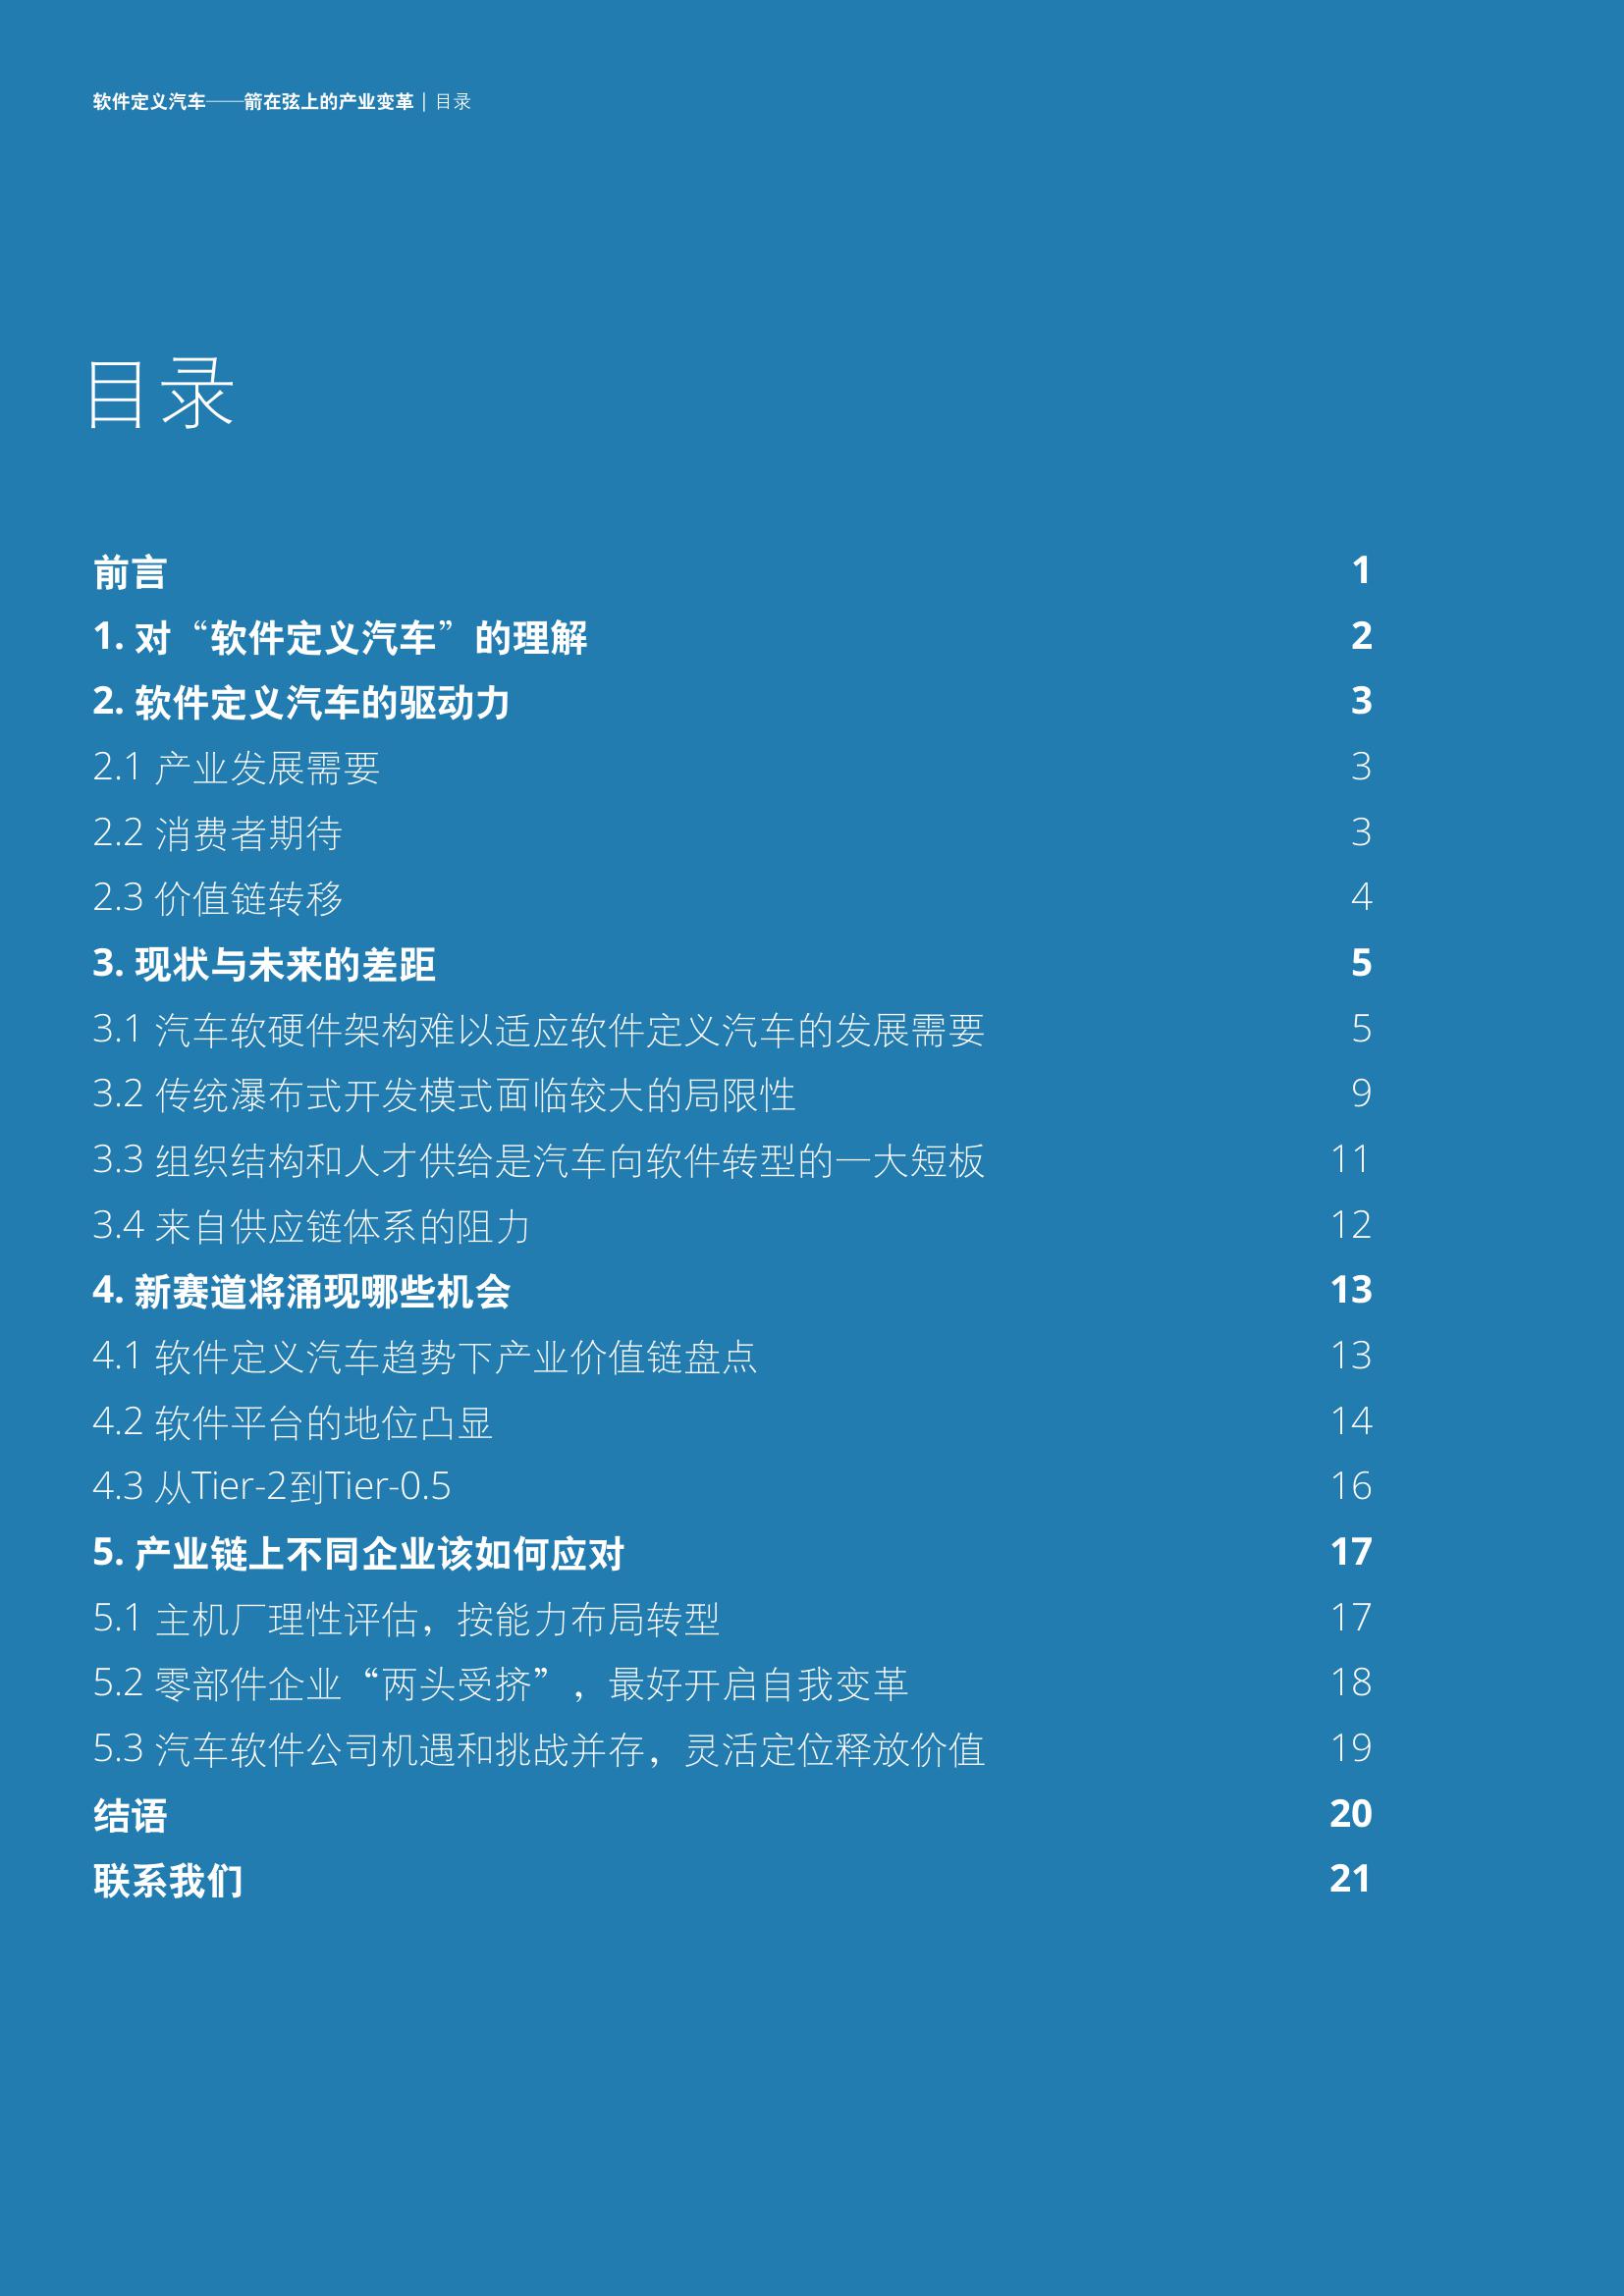 软件定义汽车——箭在弦上的产业变革 | 目录
目录
前言 1
1. 对“软件定义汽车”的理解 2
2. 软件定义汽车的驱动力 3
2.1 产业发展需要 3
2.2 消费者期待 3
2.3 价值链转移 4
3. 现状与未来的差距 5
3.1 汽车软硬件架构难以适应软件定义汽车的发展需要 5
3.2 传统瀑布式开发模式面临较大的局限性 9
3.3 组织结构和人才供给是汽车向软件转型的一大短板 11
3.4 来自供应链体系的阻力 12
4. 新赛道将涌现哪些机会 13
4.1 软件定义汽车趋势下产业价值链盘点 13
4.2 软件平台的地位凸显 14
4.3 从Tier-2到Tier-0.5 16
5. 产业链上不同企业该如何应对 17
5.1 主机厂理性评估，按能力布局转型 17
5.2 零部件企业“两头受挤”，最好开启自我变革 18
5.3 汽车软件公司机遇和挑战并存，灵活定位释放价值 19
结语 20
联系我们 21